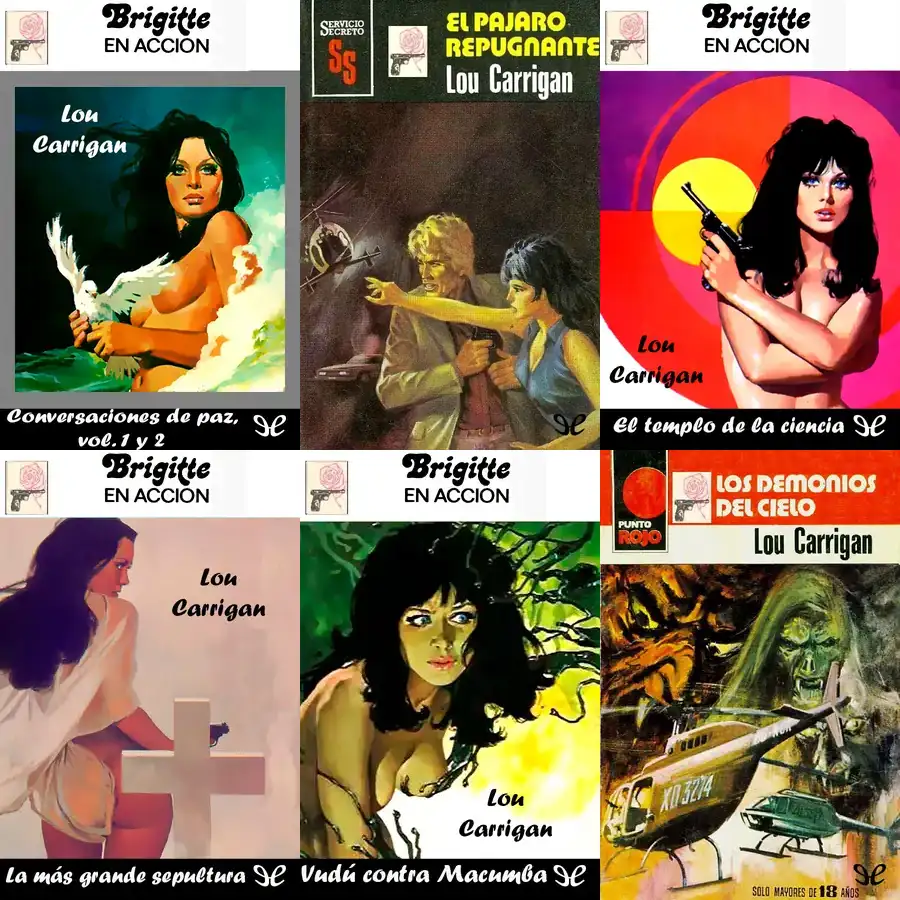 Brigitte
EN ACCION
Lou
Carrigan
Conversaciones de paz,
vol. 1 y 2
SERVICIO
SECRETO
SS
EL PAJARO
REPUGNANTE
Lou Carrigan
Brigitte
EN ACCION
Lou
Carrigan
El templo de la ciencia
Brigitte
EN ACCION
Lou
Carrigan
La más grande sepultura
Brigitte
EN ACCION
Lou
Carrigan
Vudú contra Macumba
PUNTO
ROJO
LOS DEMONIOS
DEL CIELO
Lou Carrigan
XD 3274
SOLO MAYORES DE 18 AÑOS